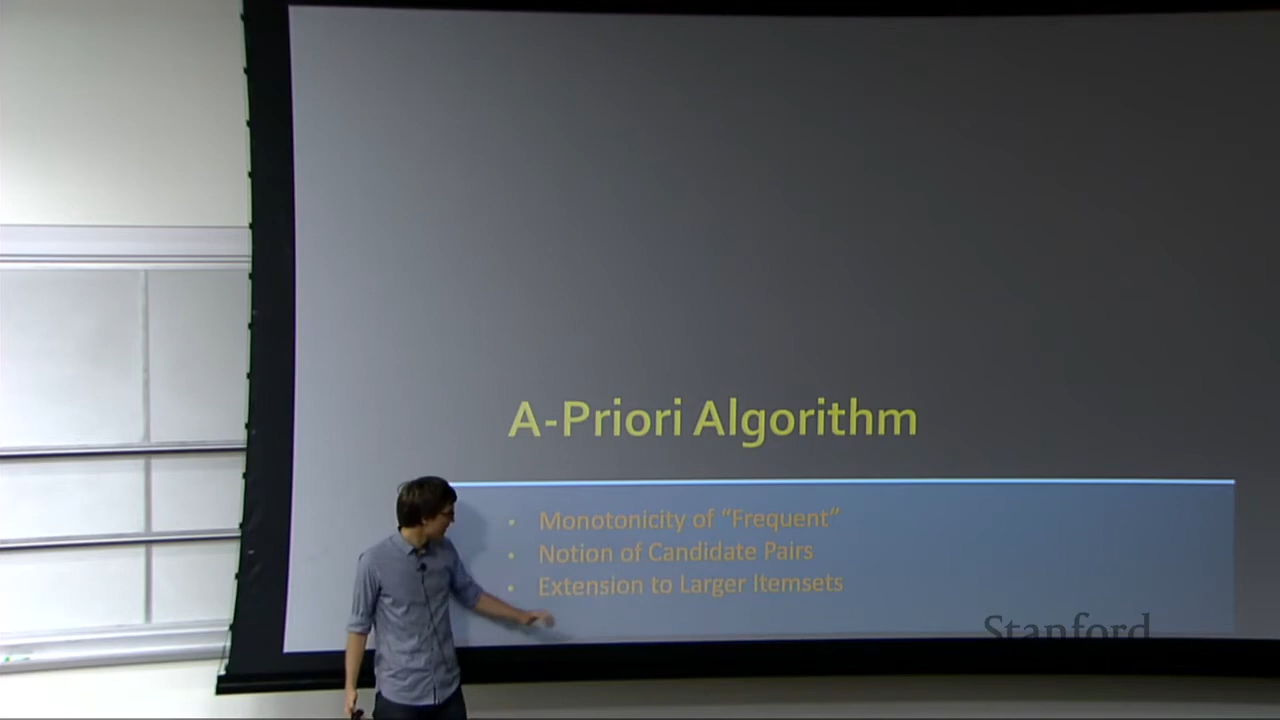 A-Priori Algorithm
Monotonicity of “Frequent”
Notion of Candidate Pairs
Extension to Larger Itemsets
Stanford